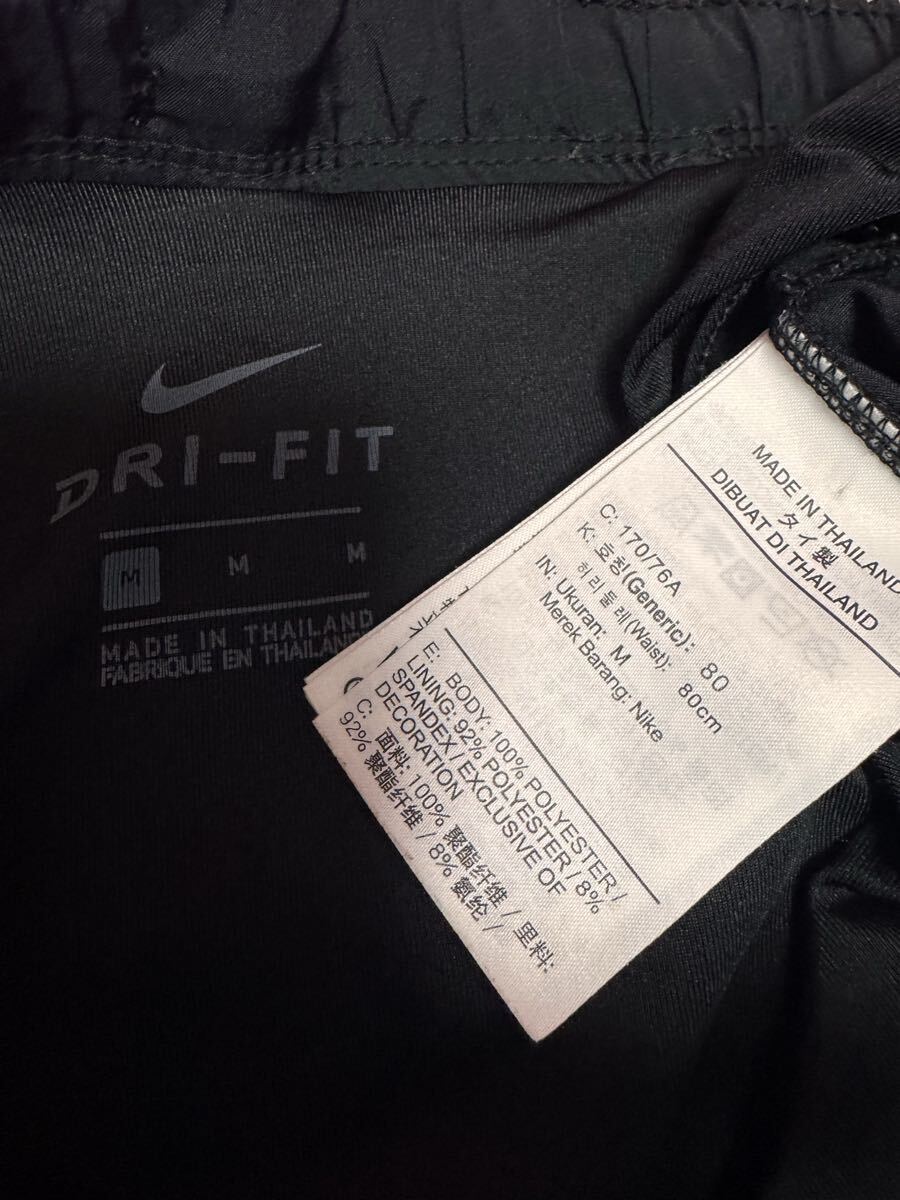 DRI-FIT
M M M
MADE IN THAILAND
FABRIQUE EN THAILAND
MADE IN THAILAND
タイ製
DIBUAT DI THAILAND
C: 170/76A
K: 호칭(Generic): 80
허리둘레(Waist): 80cm
IN: Ukuran: M
Merek Barang: Nike
E: BODY: 100% POLYESTER /
LINING: 92% POLYESTER / 8%
SPANDEX / EXCLUSIVE OF
DECORATION
C: 面料: 100% 聚酯纤维 / 里料:
92% 聚酯纤维 / 8% 氨纶 /